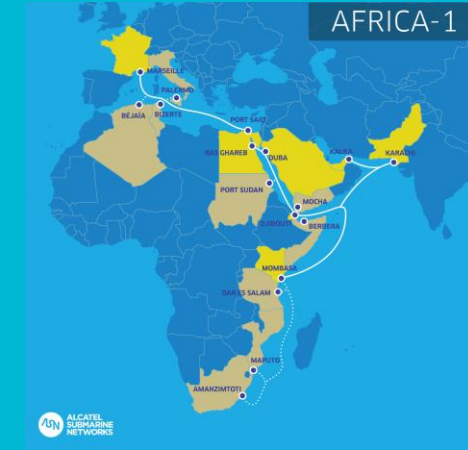 AFRICA-1
MARSEILLE
PALERMO
BÉJAÏA
BIZERTE
PORT SAID
RAS GHAREB
DUBA
KALBA
KARACHI
PORT SUDAN
MOCHA
DJIBOUTI
BERBERA
MOMBASA
DAR ES SALAM
MAPUTO
AMANZIMTOTI
ASN
ALCATEL
SUBMARINE
NETWORKS